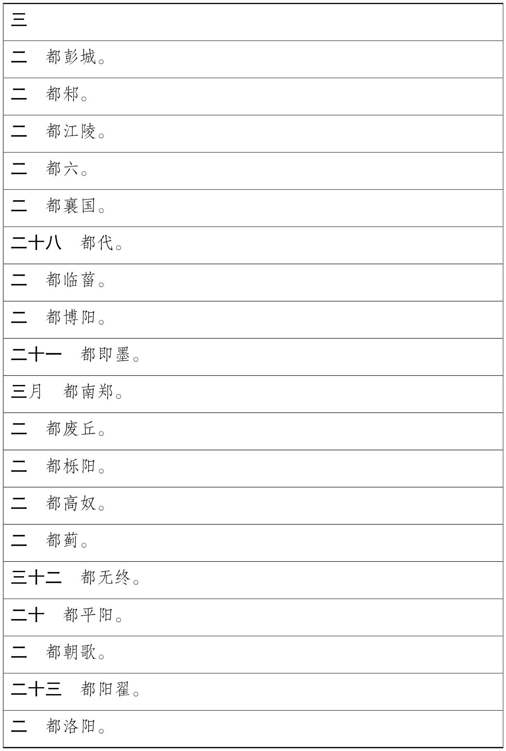 三
二　都彭城。
二　都邾。
二　都江陵。
二　都六。
二　都襄国。
二十八　都代。
二　都临菑。
二　都博阳。
二十一　都即墨。
三月　都南郑。
二　都废丘。
二　都栎阳。
二　都高奴。
二　都蓟。
三十二　都无终。
二十　都平阳。
二　都朝歌。
二十三　都阳翟。
二　都洛阳。